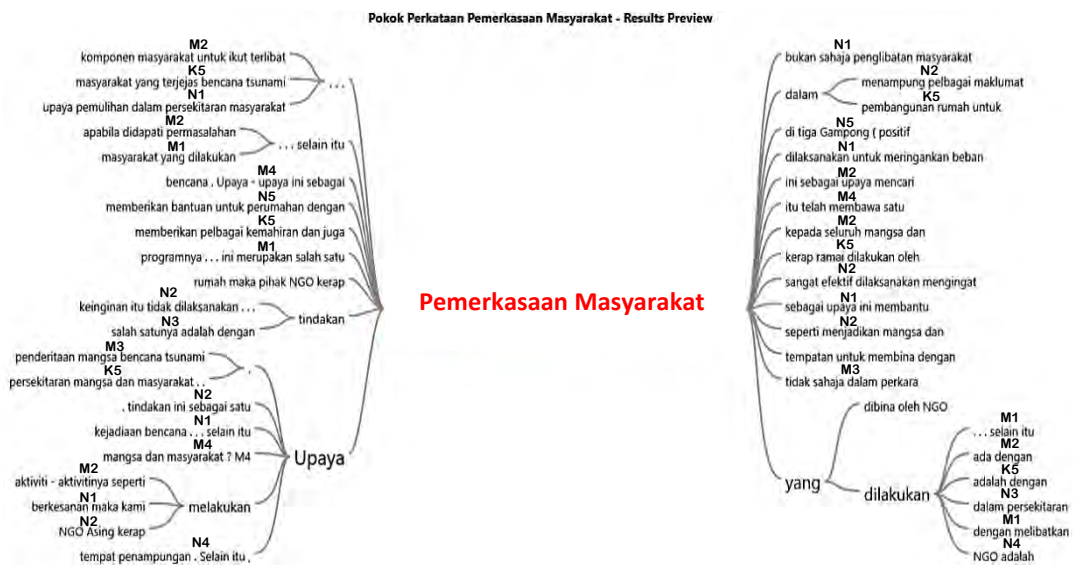 Pokok Perkataan Pemerkasaan Masyarakat - Results Preview
M2
komponen masyarakat untuk ikut terlibat
K5
masyarakat yang terjejas bencana tsunami
N1
upaya pemulihan dalam persekitaran masyarakat
. . .
M2
apabila didapati permasalahan
M1
masyarakat yang dilakukan
. . . selain itu
M4
bencana . Upaya - upaya ini sebagai
N5
memberikan bantuan untuk perumahan dengan
K5
memberikan pelbagai kemahiran dan juga
M1
programnya . . . ini merupakan salah satu
rumah maka pihak NGO kerap
N2
keinginan itu tidak dilaksanakan . . .
N3
salah satunya adalah dengan
tindakan
M3
penderitaan mangsa bencana tsunami
K5
persekitaran mangsa dan masyarakat . .
.
N2
. tindakan ini sebagai satu
N1
kejadiaan bencana . . . selain itu
M4
mangsa dan masyarakat ? M4
Upaya
M2
aktiviti - aktivitinya seperti
N1
berkesanan maka kami
N2
NGO Asing kerap
melakukan
N4
tempat penampungan . Selain itu ,
Pemerkasaan Masyarakat
N1
bukan sahaja penglibatan masyarakat
dalam
N2
menampung pelbagai maklumat
K5
pembangunan rumah untuk
N5
di tiga Gampong ( positif
N1
dilaksanakan untuk meringankan beban
M2
ini sebagai upaya mencari
M4
itu telah membawa satu
M2
kepada seluruh mangsa dan
K5
kerap ramai dilakukan oleh
N2
sangat efektif dilaksanakan mengingat
N1
sebagai upaya ini membantu
N2
seperti menjadikan mangsa dan
tempatan untuk membina dengan
M3
tidak sahaja dalam perkara
yang
dibina oleh NGO
dilakukan
M1
. . . selain itu
M2
ada dengan
K5
adalah dengan
N3
dalam persekitaran
M1
dengan melibatkan
N4
NGO adalah